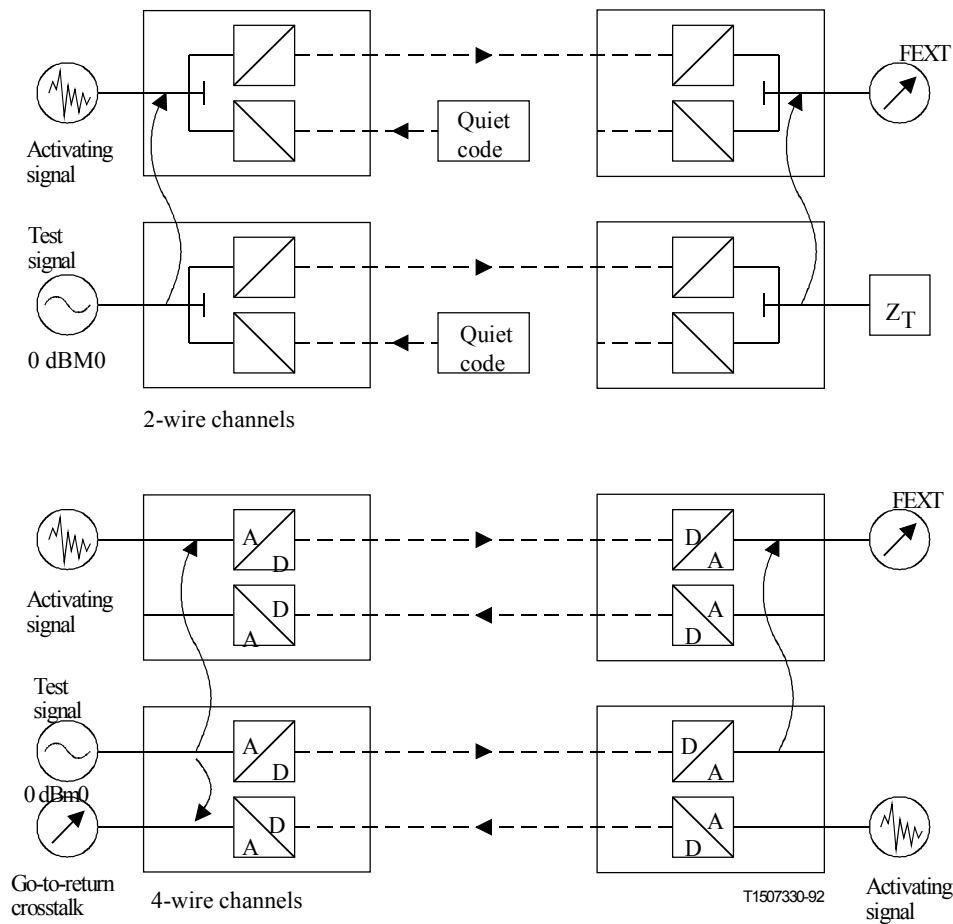 FEXT
Activating
signal
Quiet
code
Test
signal
0 dBM0
Quiet
code
ZT
2-wire channels
FEXT
A
D
D
A
Activating
signal
D
A
A
D
Test
signal
A
D
D
A
0 dBm0
D
A
A
D
Go-to-return
crosstalk
4-wire channels
T1507330-92
Activating
signal